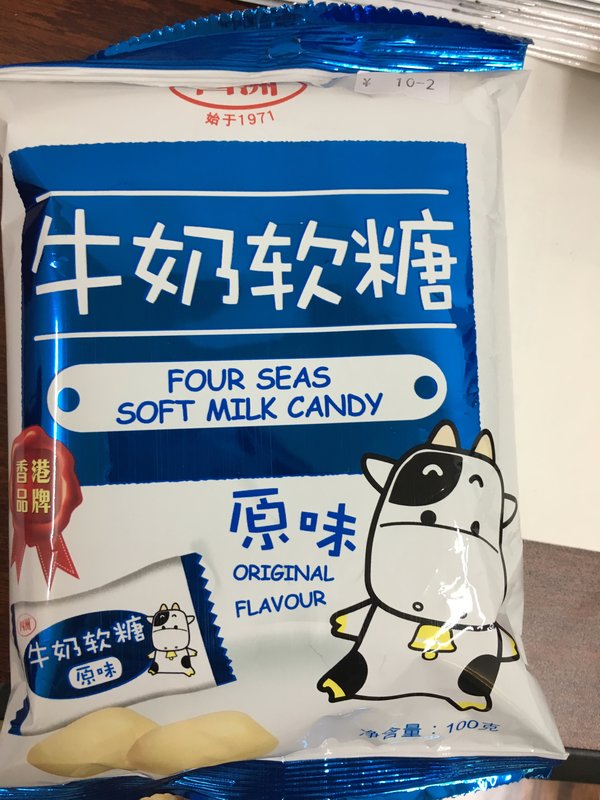 ¥ 10-2
始于1971
牛奶软糖
FOUR SEAS
SOFT MILK CANDY
香港
品牌
原味
ORIGINAL
FLAVOUR
牛奶软糖
原味
净含量：100克